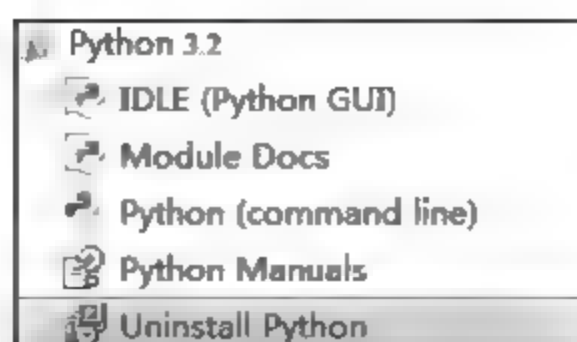 Python 3.2
IDLE (Python GUI)
Module Docs
Python (command line)
Python Manuals
Uninstall Python